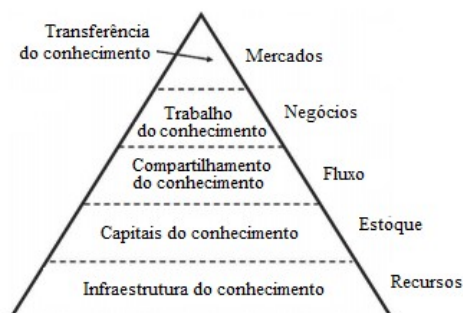 Transferência
do conhecimento
Mercados
Trabalho
do conhecimento
Negócios
Compartilhamento
do conhecimento
Fluxo
Capitais do conhecimento
Estoque
Infraestrutura do conhecimento
Recursos